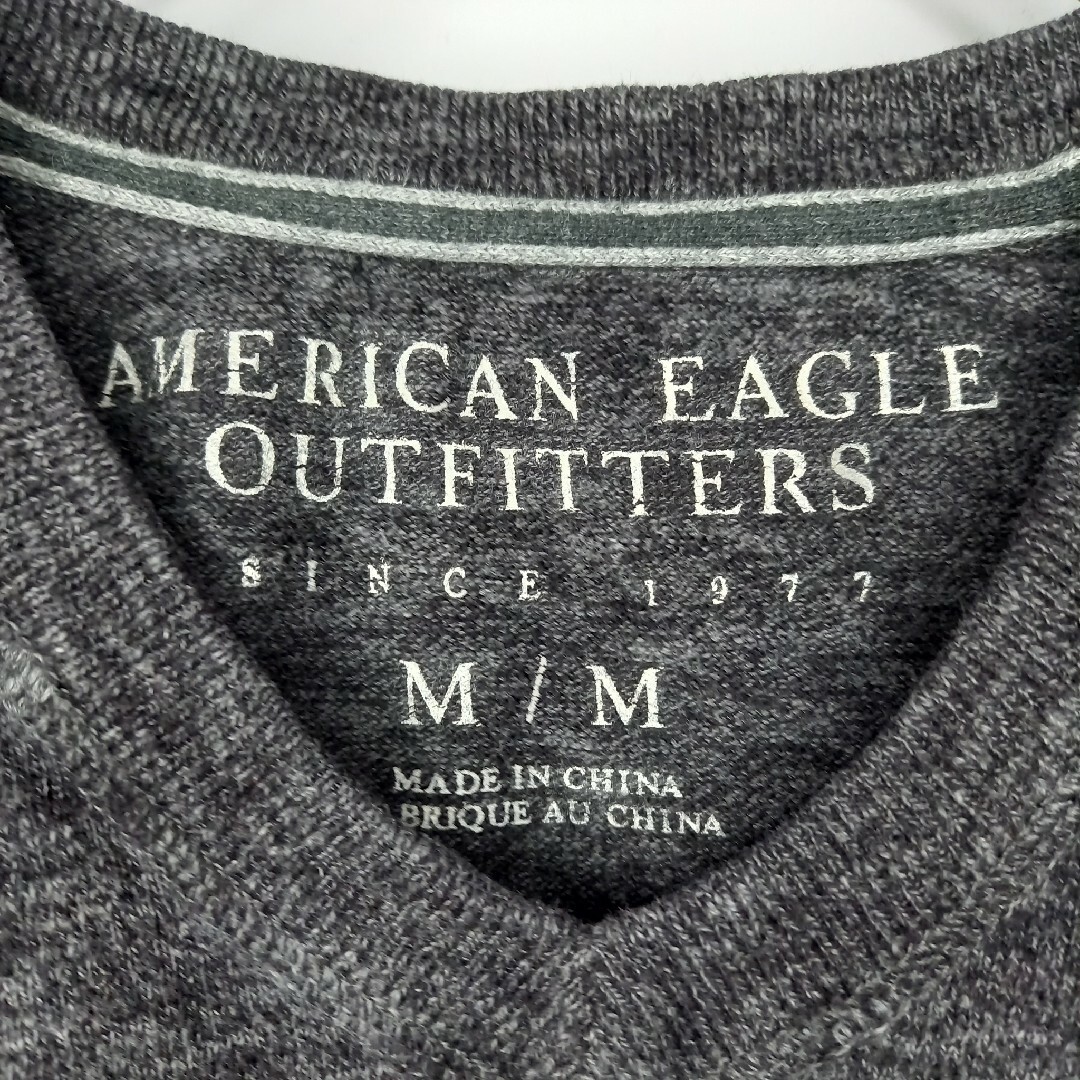 AMERICAN EAGLE
OUTFITTERS
SINCE 1977
M / M
MADE IN CHINA
BRIQUE AU CHINA